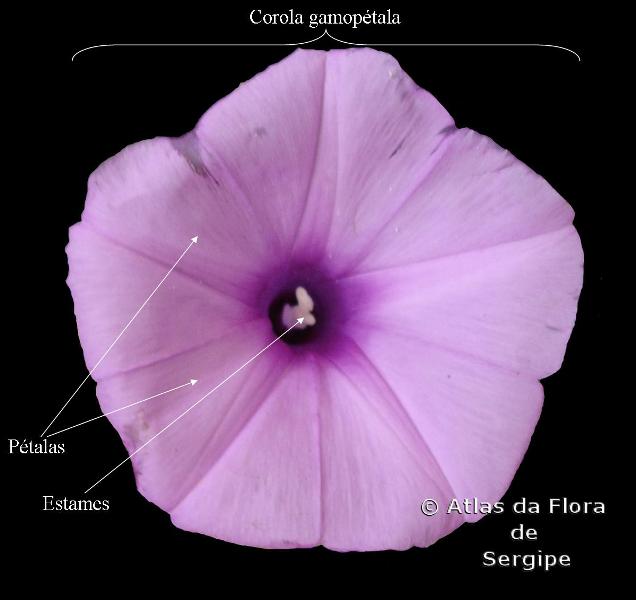 Corola gamopétala
Pétalas
Estames
© Atlas da Flora
de
Sergipe